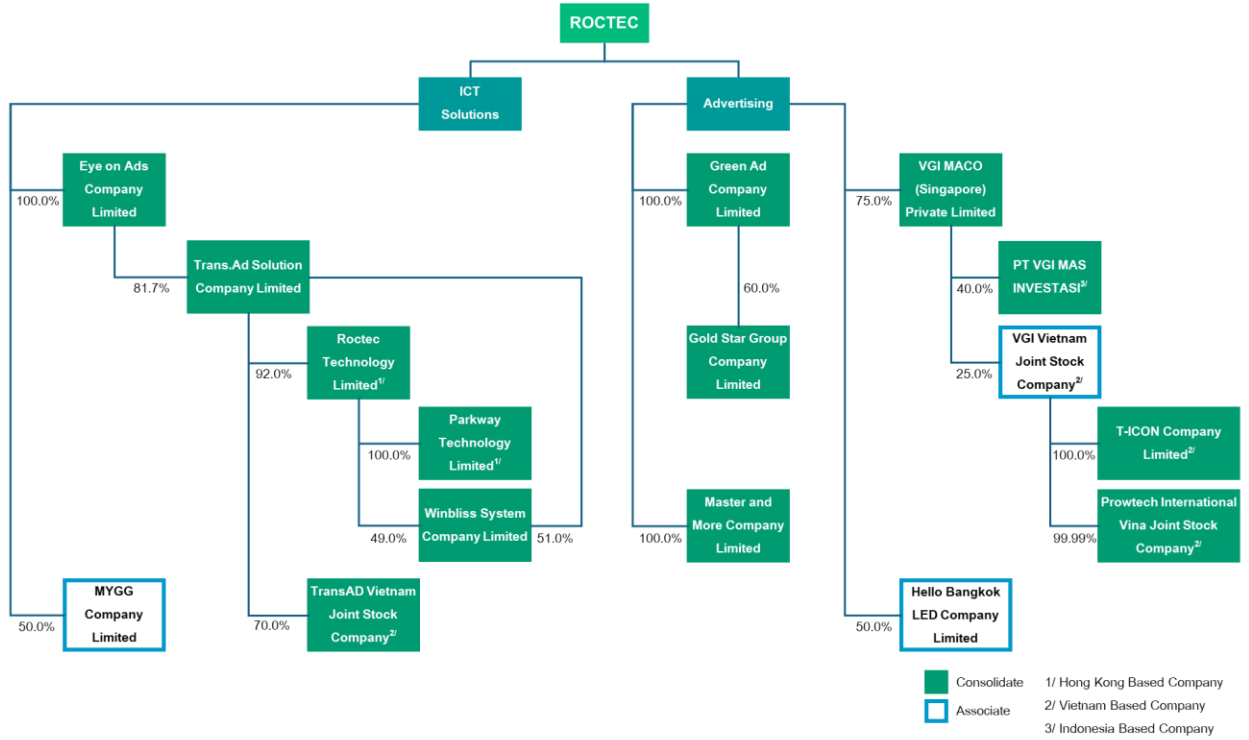 ROCTEC
ICT
Solutions
Advertising
Eye on Ads
Company
Limited
100.0%
Green Ad
Company
Limited
100.0%
VGI MACO
(Singapore)
Private Limited
75.0%
Trans.Ad Solution
Company Limited
81.7%
60.0%
PT VGI MAS
INVESTASI3/
40.0%
Roctec
Technology
Limited1/
92.0%
Gold Star Group
Company
Limited
VGI Vietnam
Joint Stock
Company2/
25.0%
Parkway
Technology
Limited1/
100.0%
T-ICON Company
Limited2/
100.0%
Winbliss System
Company Limited
49.0%
51.0%
Master and
More Company
Limited
100.0%
Prowtech International
Vina Joint Stock
Company2/
99.99%
MYGG
Company
Limited
50.0%
TransAD Vietnam
Joint Stock
Company2/
70.0%
Hello Bangkok
LED Company
Limited
50.0%
Consolidate
Associate
1/ Hong Kong Based Company
2/ Vietnam Based Company
3/ Indonesia Based Company